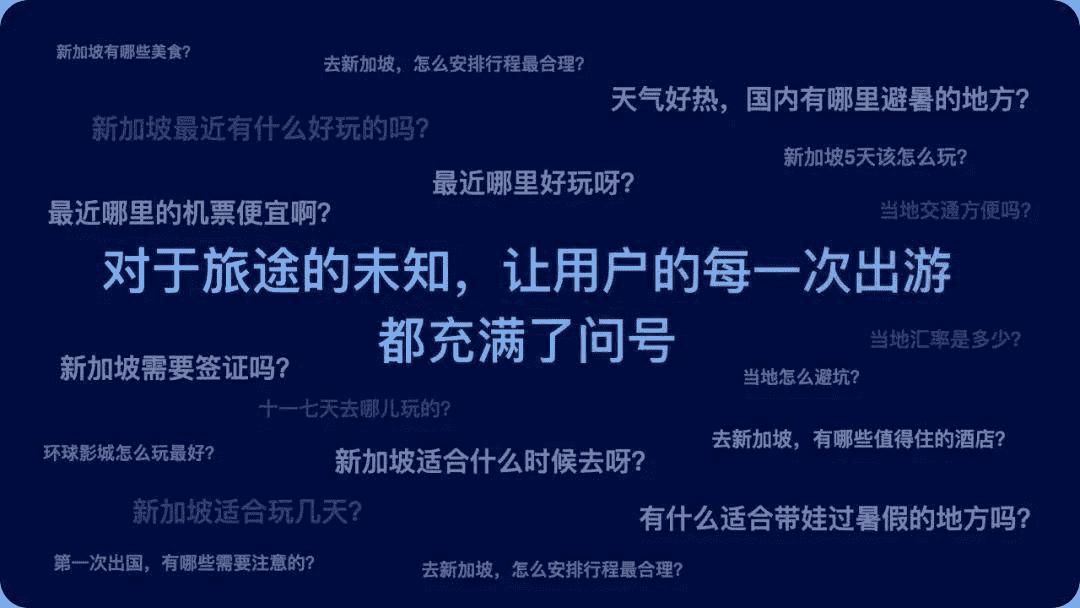 新加坡有哪些美食?
去新加坡，怎么安排行程最合理?
天气好热，国内有哪里避暑的地方?
新加坡最近有什么好玩的吗?
新加坡5天该怎么玩?
最近哪里好玩呀?
最近哪里的机票便宜啊?
当地交通方便吗?
对于旅途的未知，让用户的每一次出游
都充满了问号
当地汇率是多少?
新加坡需要签证吗?
当地怎么避坑?
十一七天去哪儿玩的?
去新加坡，有哪些值得住的酒店?
环球影城怎么玩最好?
新加坡适合什么时候去呀?
新加坡适合玩几天?
有什么适合带娃过暑假的地方吗?
第一次出国，有哪些需要注意的?
去新加坡，怎么安排行程最合理?